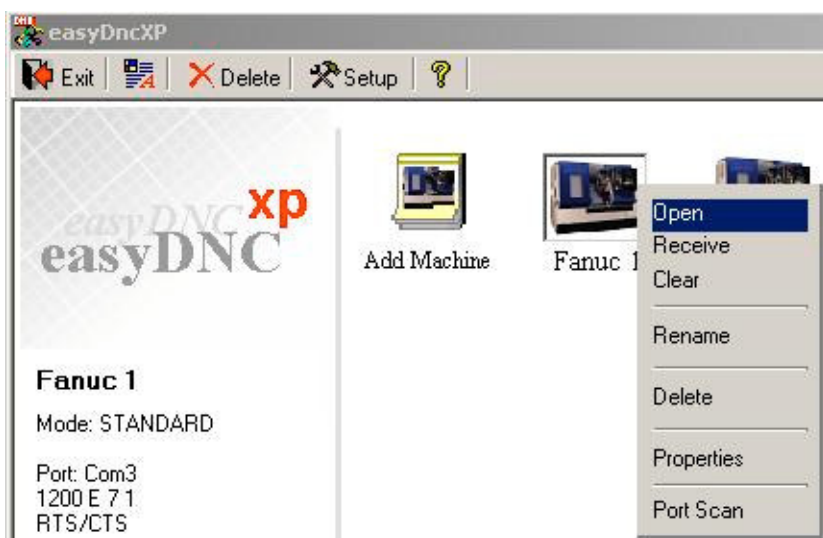 easyDncXP
Exit
Delete
Setup
easyDNC xp
easyDNC
Add Machine
Fanuc 1
Open
Receive
Clear
Rename
Delete
Properties
Port Scan
Fanuc 1
Mode: STANDARD
Port: Com3
1200 E 7 1
RTS/CTS